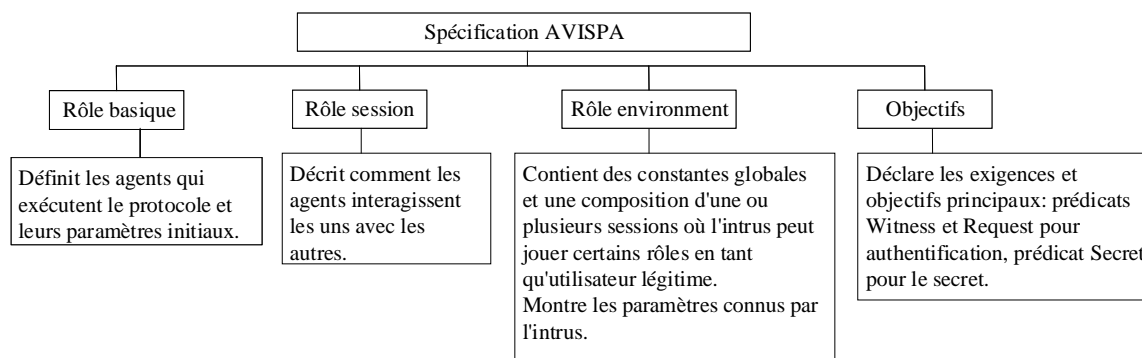 Spécification AVISPA
Rôle basique
Rôle session
Rôle environment
Objectifs
Définit les agents qui
exécutent le protocole et
leurs paramètres initiaux.
Décrit comment les
agents interagissent
les uns avec les
autres.
Contient des constantes globales
et une composition d'une ou
plusieurs sessions où l'intrus peut
jouer certains rôles en tant
qu'utilisateur légitime.
Montre les paramètres connus par
l'intrus.
Déclare les exigences et
objectifs principaux: prédicats
Witness et Request pour
authentification, prédicat Secret
pour le secret.